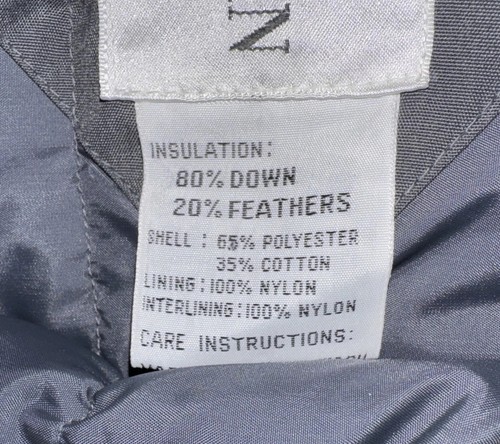 INSULATION:
80% DOWN
20% FEATHERS
SHELL : 65% POLYESTER
35% COTTON
LINING : 100% NYLON
INTERLINING : 100% NYLON
CARE INSTRUCTIONS: